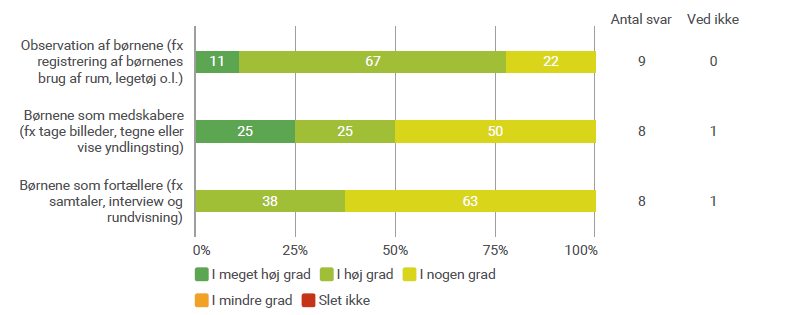 Antal svar Ved ikke
Observation af børnene (fx
registrering af børnenes
brug af rum, legetøj o.l.)
11 67 22 9 0
Børnene som medskabere
(fx tage billeder, tegne eller
vise yndlingsting)
25 25 50 8 1
Børnene som fortællere (fx
samtaler, interview og
rundvisning)
38 63 8 1
0% 25% 50% 75% 100%
I meget høj grad I høj grad I nogen grad
I mindre grad Slet ikke